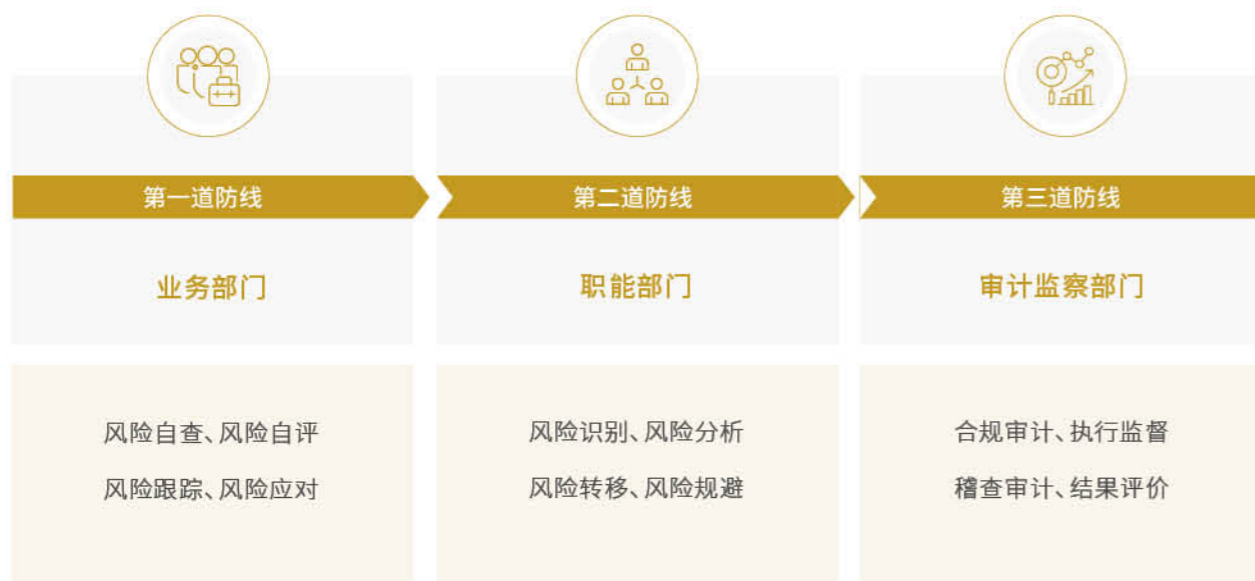 第一道防线
业务部门
风险自查、风险自评
风险跟踪、风险应对
第二道防线
职能部门
风险识别、风险分析
风险转移、风险规避
第三道防线
审计监察部门
合规审计、执行监督
稽查审计、结果评价